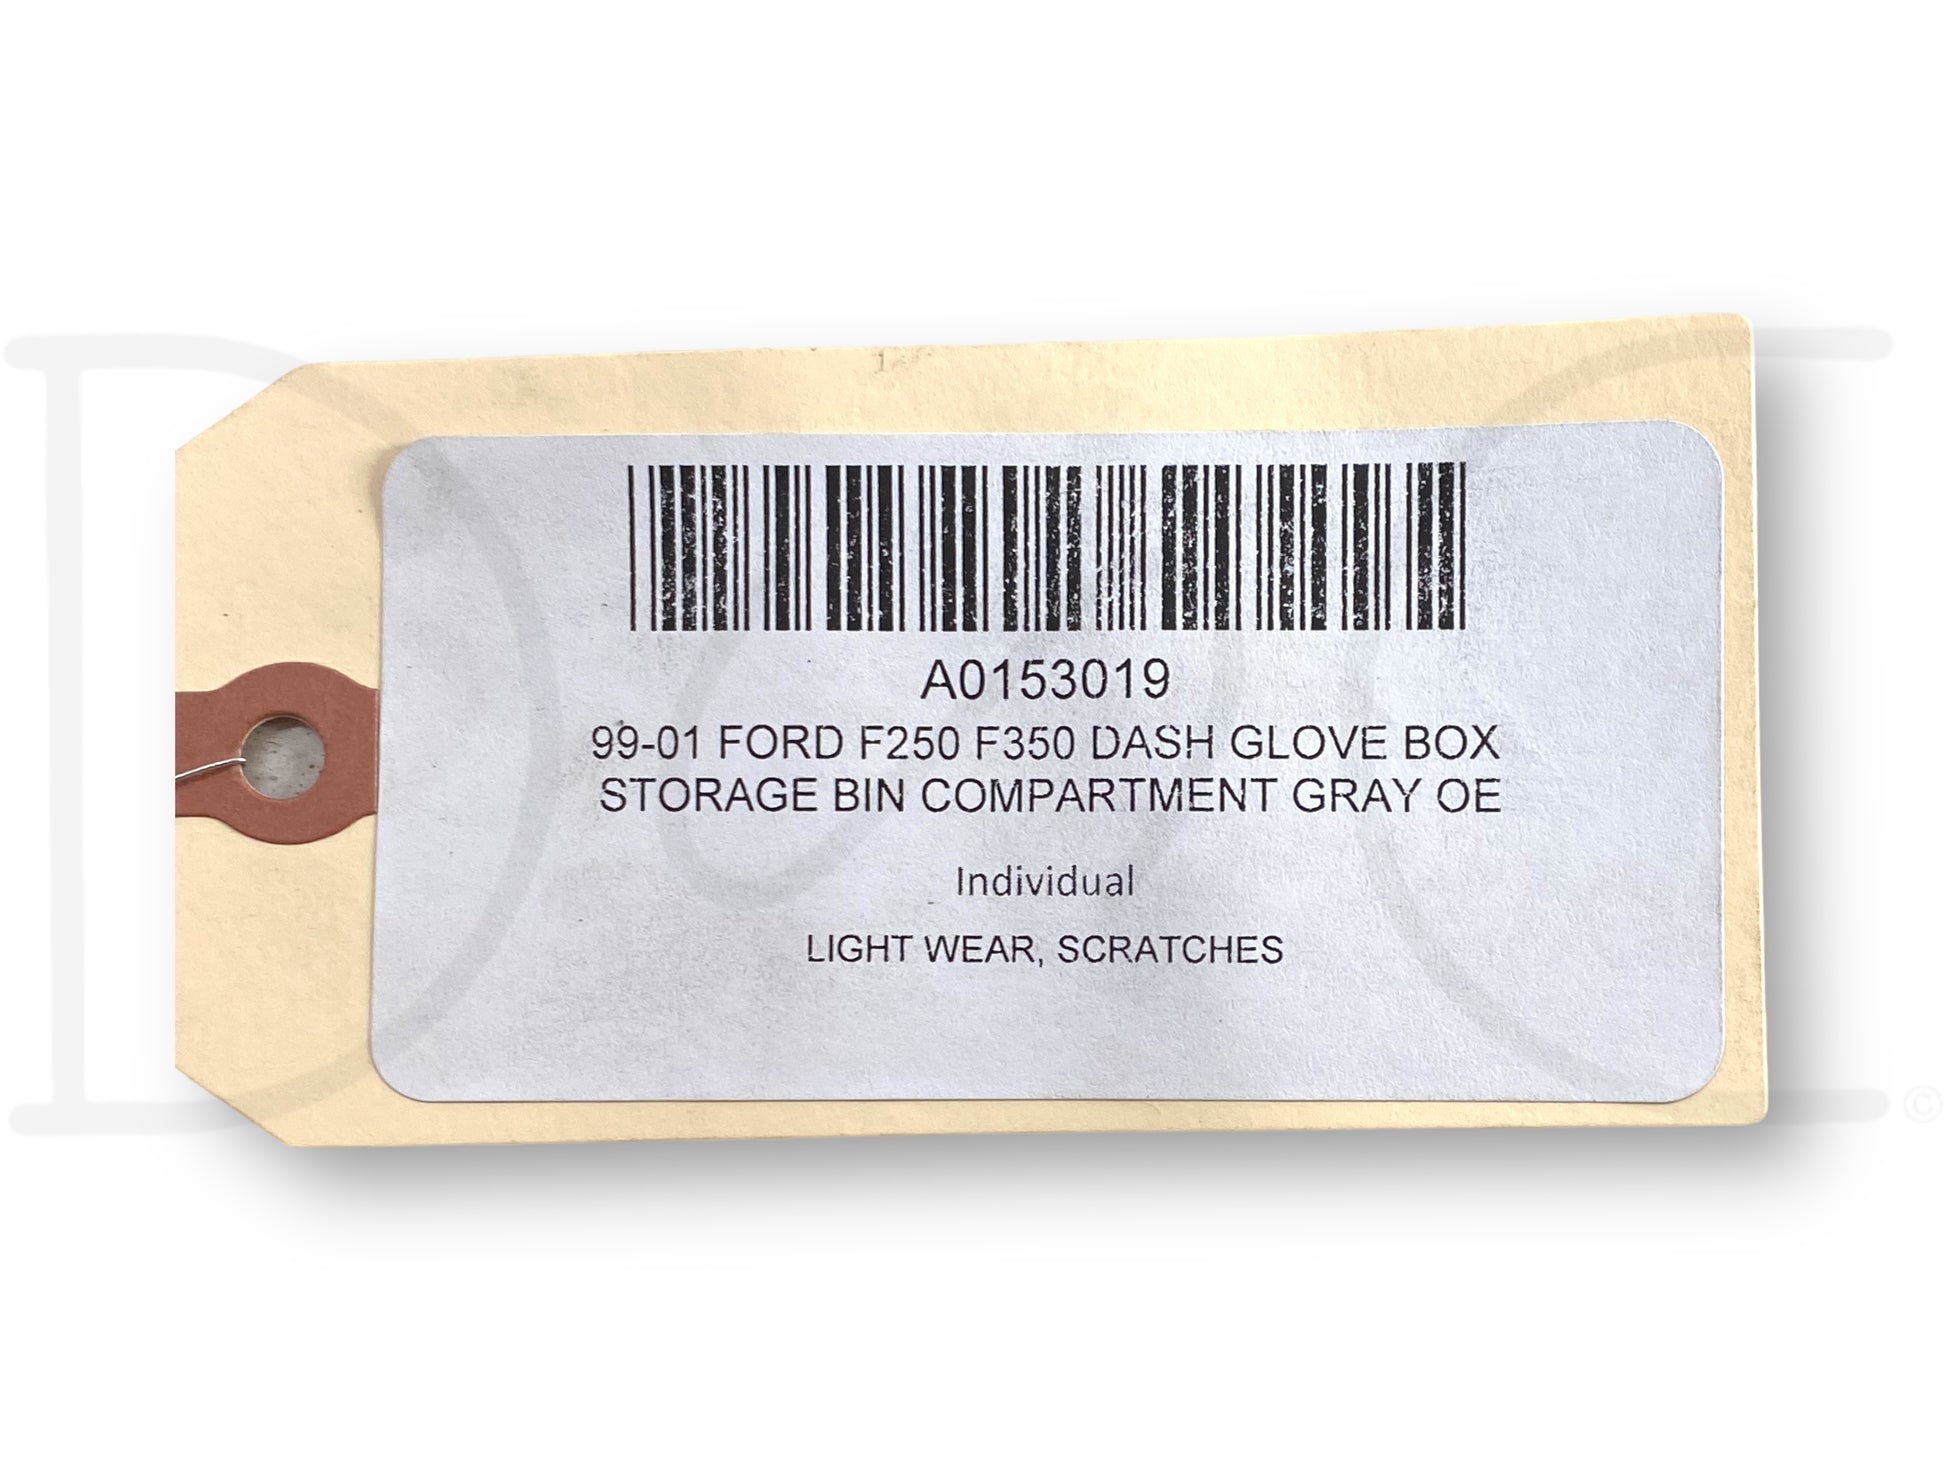 A0153019
99-01 FORD F250 F350 DASH GLOVE BOX
STORAGE BIN COMPARTMENT GRAY OE
Individual
LIGHT WEAR, SCRATCHES
©